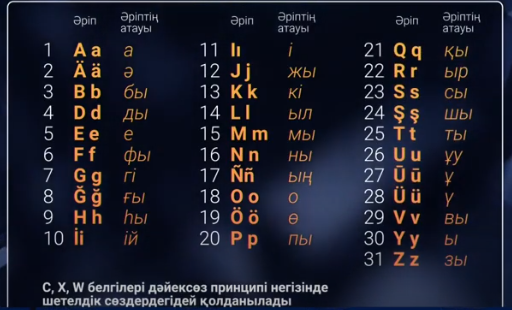 Әріп Әріптің атауы Әріп Әріптің атауы Әріп Әріптің атауы
1 A a а 11 Iı і 21 Q q қы
2 Ä ä ә 12 J j жы 22 R r ыр
3 B b бы 13 K k кі 23 S s сы
4 D d ды 14 L l ыл 24 Ş ş шы
5 E e е 15 M m мы 25 T t ты
6 F f фы 16 N n ны 26 U u ұу
7 G g гі 17 Ññ ың 27 Ū ū ұ
8 Ğ ğ ғы 18 O o о 28 Ü ü ү
9 H h һы 19 Ö ö ө 29 V v вы
10 İi ій 20 P p пы 30 Y y ы
31 Z z зы
C, X, W белгілері дәйексөз принципі негізінде
шетелдік сөздердегідей қолданылады